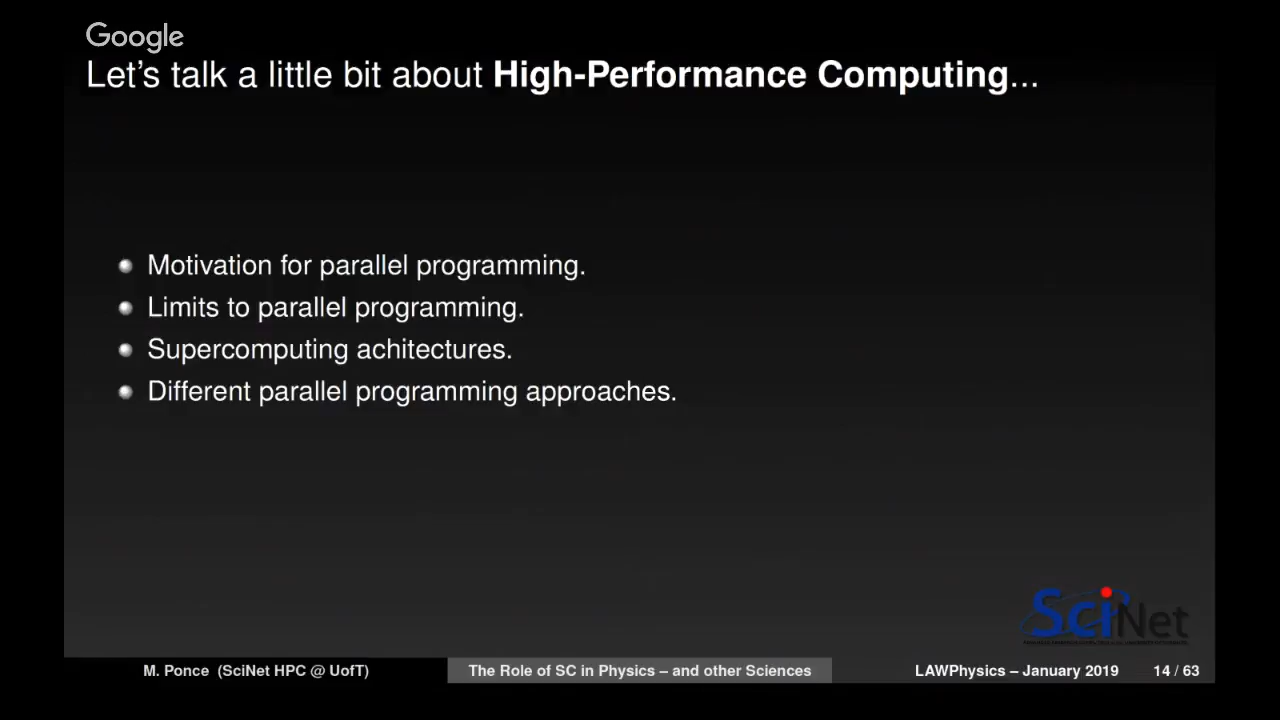 Google
Let's talk a little bit about High-Performance Computing...
Motivation for parallel programming.
Limits to parallel programming.
Supercomputing achitectures.
Different parallel programming approaches.
SciNet
M. Ponce (SciNet HPC @ UofT)
The Role of SC in Physics – and other Sciences
LAWPhysics – January 2019
14 / 63